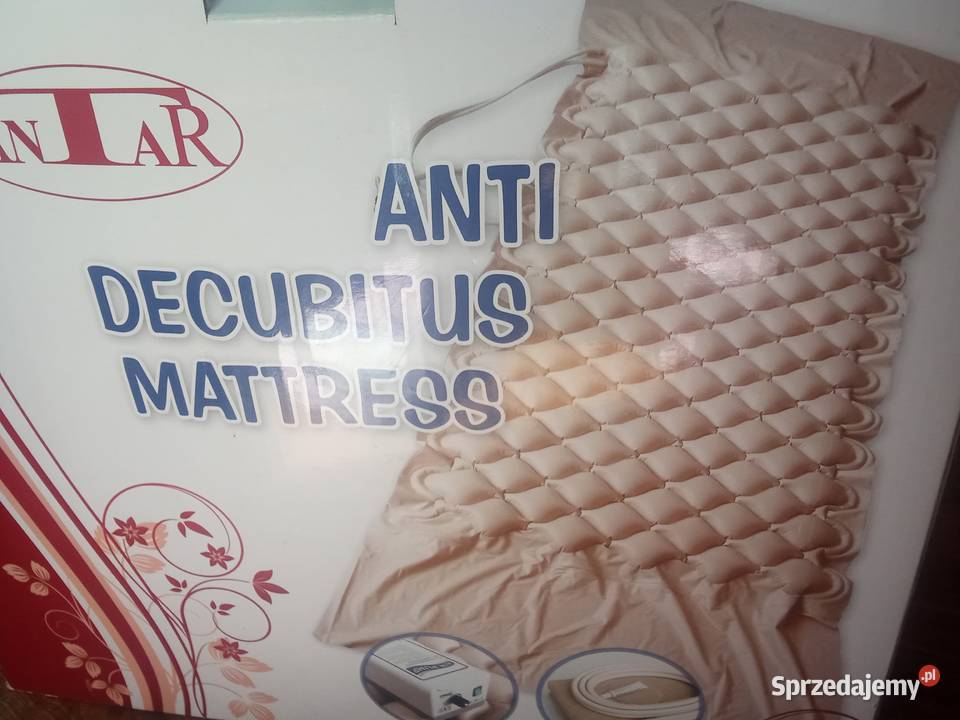 ANTAR
ANTI
DECUBITUS
MATTRESS
Sprzedajemy.pl